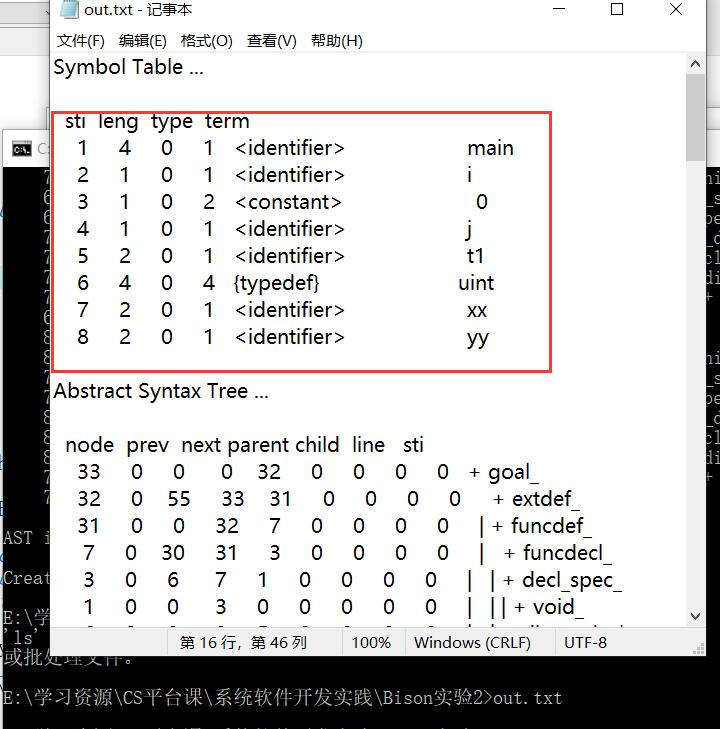 out.txt - 记事本
文件(F) 编辑(E) 格式(O) 查看(V) 帮助(H)
Symbol Table ...
sti leng type term
1 4 0 1 <identifier> main
2 1 0 1 <identifier> i
3 1 0 2 <constant> 0
4 1 0 1 <identifier> j
5 2 0 1 <identifier> t1
6 4 0 4 {typedef} uint
7 2 0 1 <identifier> xx
8 2 0 1 <identifier> yy
Abstract Syntax Tree ...
node prev next parent child line sti
33 0 0 0 32 0 0 0 0 + goal_
32 0 55 33 31 0 0 0 0 + extdef_
31 0 0 32 7 0 0 0 0 | + funcdef_
7 0 30 31 3 0 0 0 0 | + funcdecl_
3 0 6 7 1 0 0 0 0 | | + decl_spec_
1 0 0 3 0 0 0 0 0 | | | + void_
第 16 行，第 46 列 100% Windows (CRLF) UTF-8
AST
Creat
E:\学
'ls'
或批处理文件。
E:\学习资源\CS平台课\系统软件开发实践\Bison实验2>out.txt